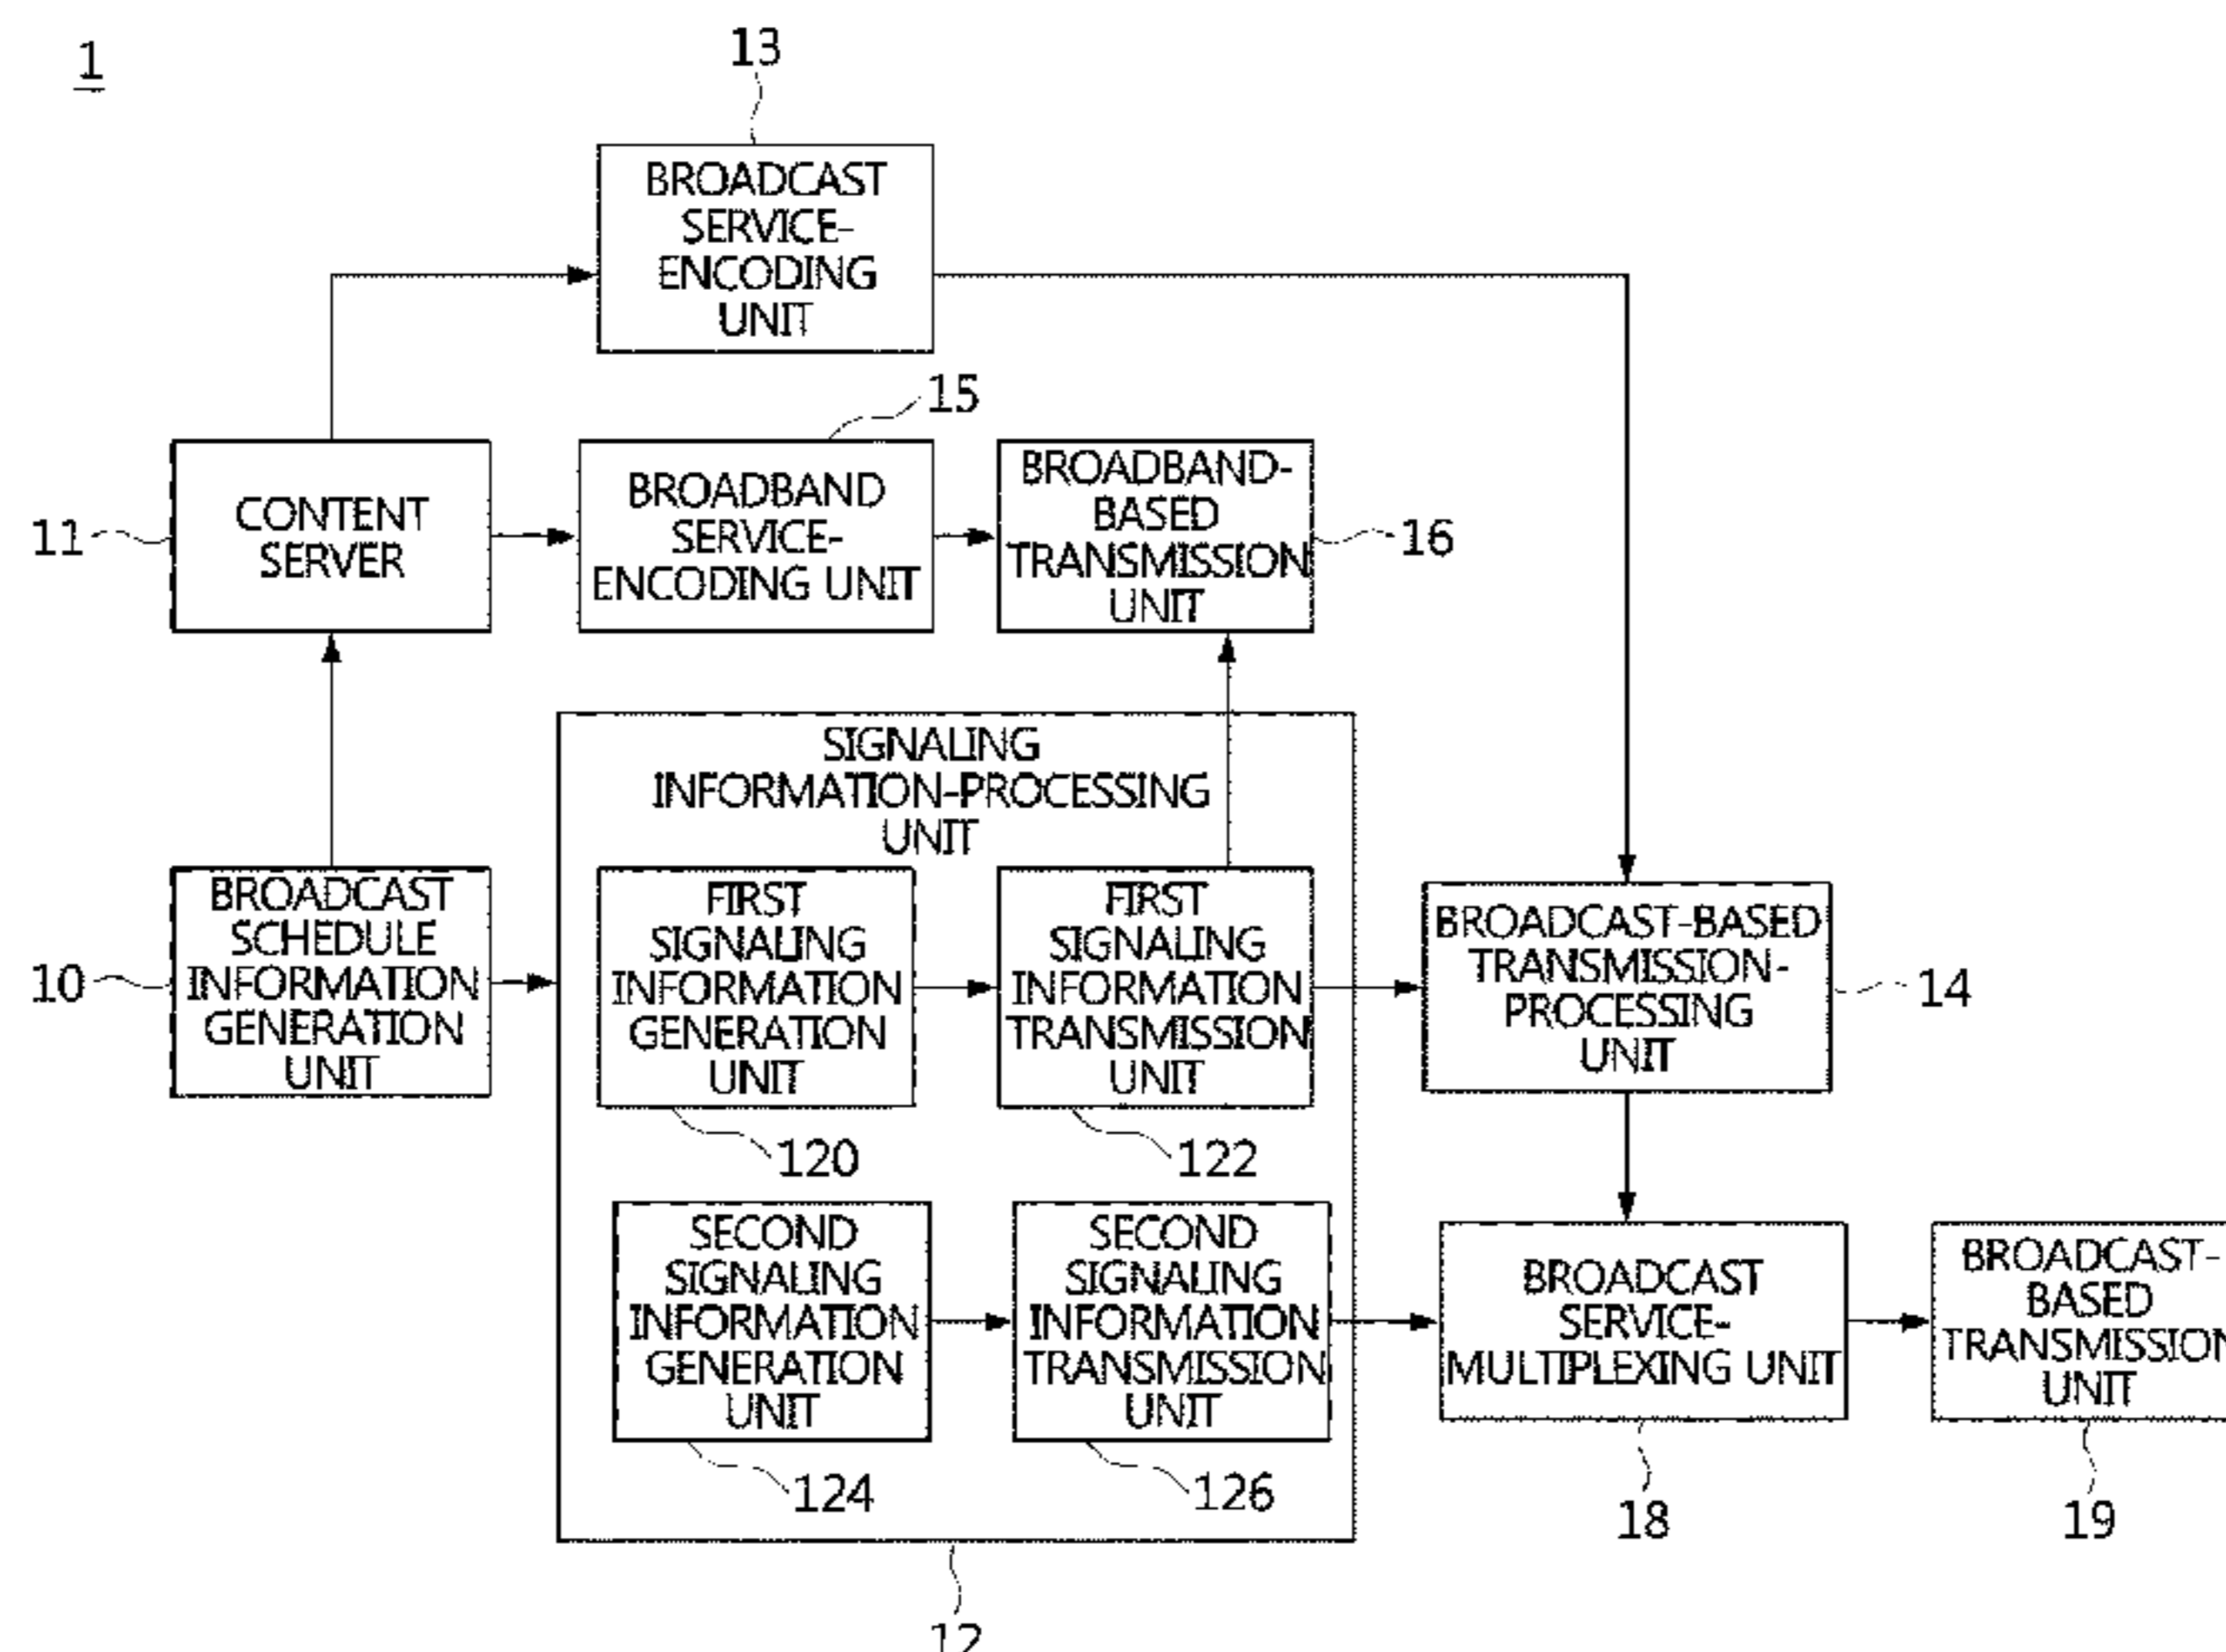 1
13
BROADCAST
SERVICE-
ENCODING
UNIT
15
11
CONTENT
SERVER
BROADBAND
SERVICE-
ENCODING UNIT
BROADBAND-
BASED
TRANSMISSION
UNIT
16
SIGNALING
INFORMATION-PROCESSING
UNIT
10
BROADCAST
SCHEDULE
INFORMATION
GENERATION
UNIT
FIRST
SIGNALING
INFORMATION
GENERATION
UNIT
FIRST
SIGNALING
INFORMATION
TRANSMISSION
UNIT
BROADCAST-BASED
TRANSMISSION-
PROCESSING
UNIT
14
120
122
SECOND
SIGNALING
INFORMATION
GENERATION
UNIT
SECOND
SIGNALING
INFORMATION
TRANSMISSION
UNIT
BROADCAST
SERVICE-
MULTIPLEXING UNIT
BROADCAST-
BASED
TRANSMISSION
UNIT
124
126
18
19
12